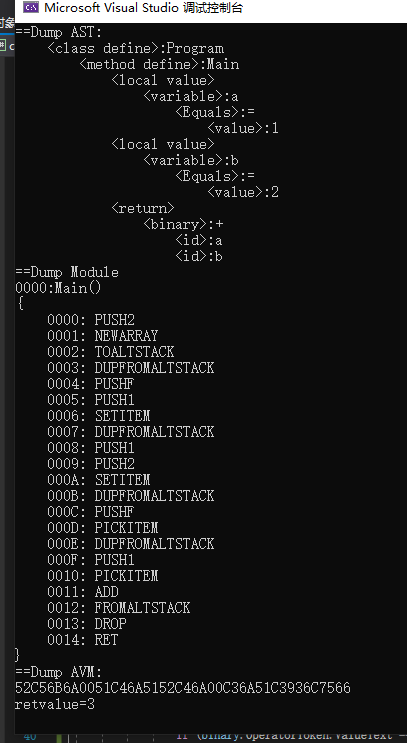 Microsoft Visual Studio 调试控制台
对象
==Dump AST:
    <class define>:Program
        <method define>:Main
            <local value>
                <variable>:a
                    <Equals>:=
                        <value>:1
            <local value>
                <variable>:b
                    <Equals>:=
                        <value>:2
            <return>
                <binary>:+
                    <id>:a
                    <id>:b
==Dump Module
0000:Main()
{
    0000: PUSH2
    0001: NEWARRAY
    0002: TOALTSTACK
    0003: DUPFROMALTSTACK
    0004: PUSHF
    0005: PUSH1
    0006: SETITEM
    0007: DUPFROMALTSTACK
    0008: PUSH1
    0009: PUSH2
    000A: SETITEM
    000B: DUPFROMALTSTACK
    000C: PUSHF
    000D: PICKITEM
    000E: DUPFROMALTSTACK
    000F: PUSH1
    0010: PICKITEM
    0011: ADD
    0012: FROMALTSTACK
    0013: DROP
    0014: RET
}
==Dump AVM:
52C56B6A0051C46A5152C46A00C36A51C3936C7566
retvalue=3
40